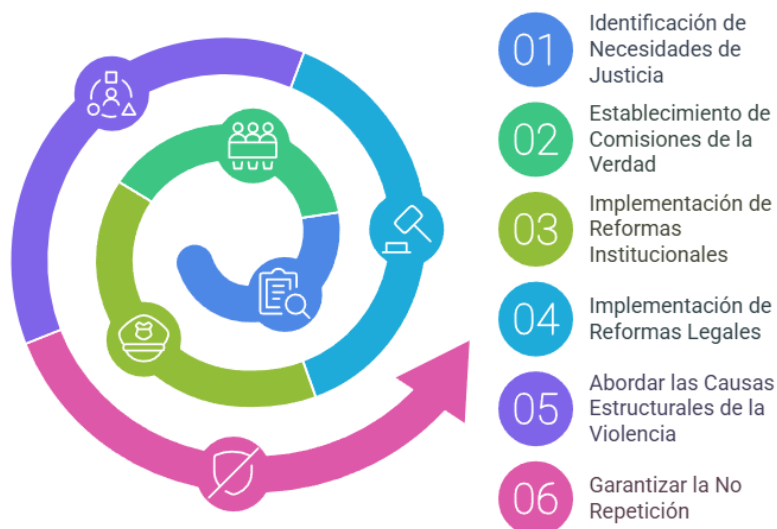 01
Identificación de
Necesidades de
Justicia
02
Establecimiento de
Comisiones de la
Verdad
03
Implementación de
Reformas
Institucionales
04
Implementación de
Reformas Legales
05
Abordar las Causas
Estructurales de la
Violencia
06
Garantizar la No
Repetición